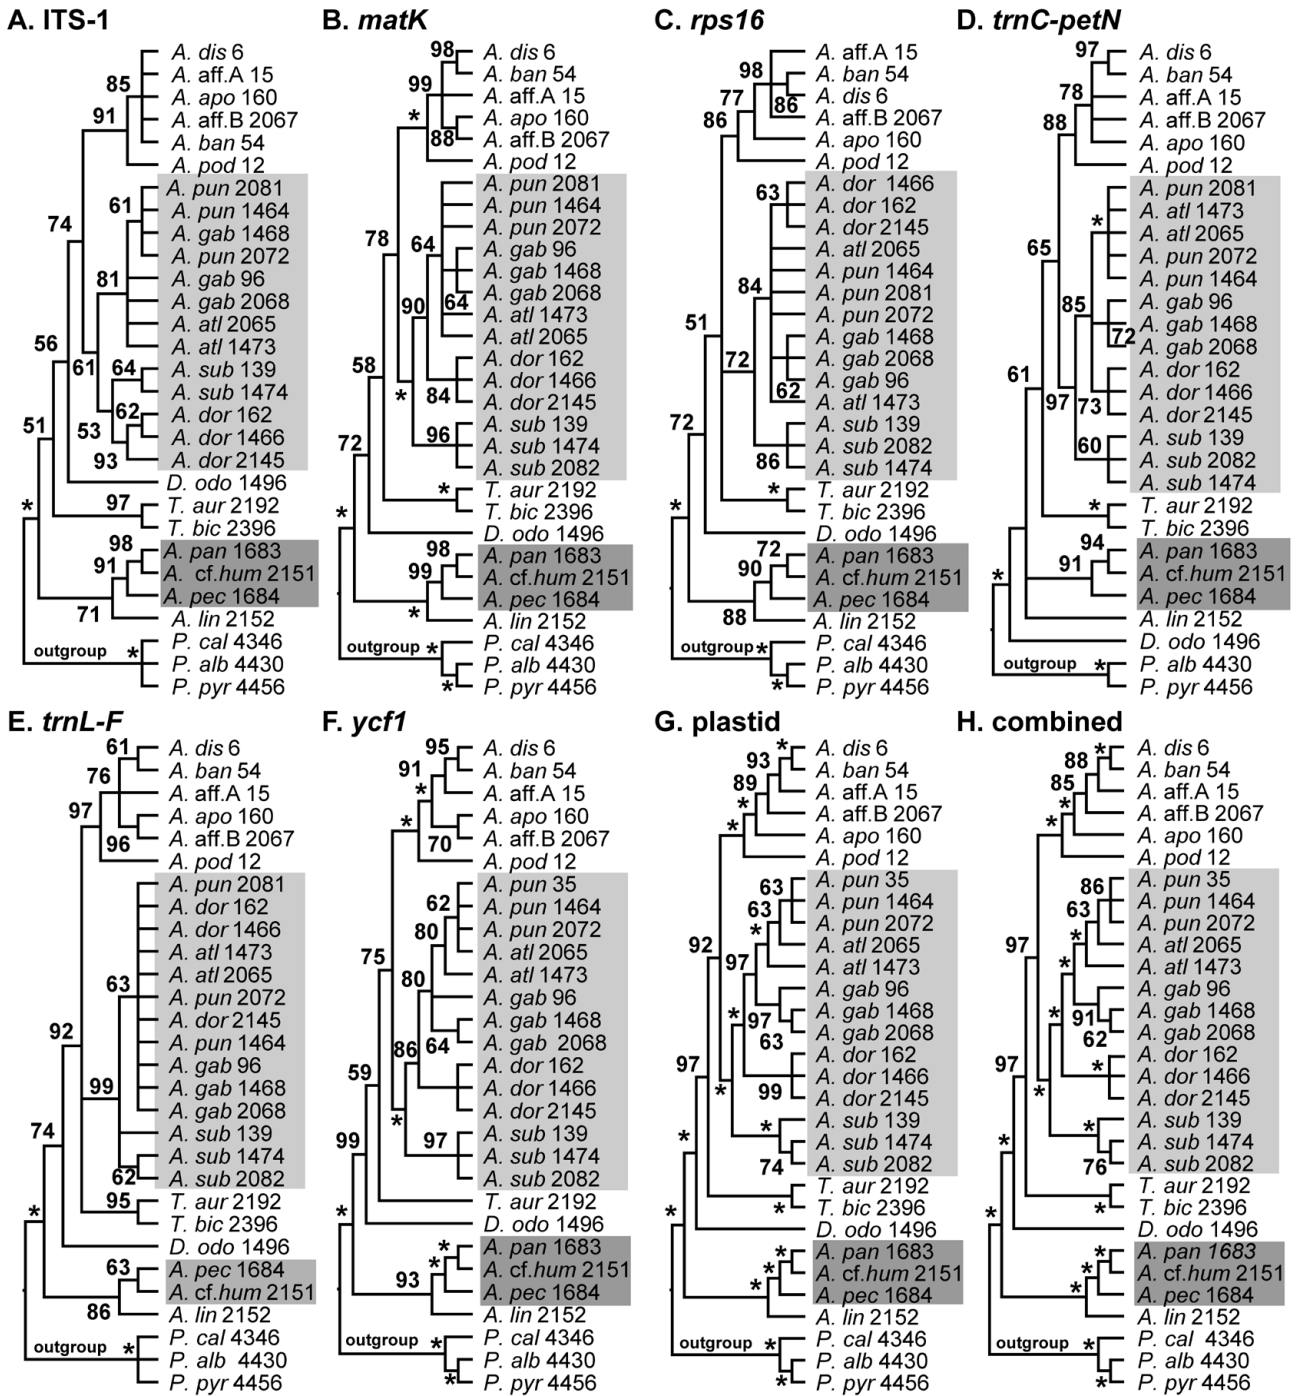 A. ITS-1
85
91
74
61
81
56
61
64
62
53
93
51
*
97
98
91
71
outgroup
*
A. dis 6
A. aff.A 15
A. apo 160
A. aff.B 2067
A. ban 54
A. pod 12
A. pun 2081
A. pun 1464
A. gab 1468
A. pun 2072
A. gab 96
A. gab 2068
A. atl 2065
A. atl 1473
A. sub 139
A. sub 1474
A. dor 162
A. dor 1466
A. dor 2145
D. odo 1496
T. aur 2192
T. bic 2396
A. pan 1683
A. cf.hum 2151
A. pec 1684
A. lin 2152
P. cal 4346
P. alb 4430
P. pyr 4456
B. matK
98
99
*
88
78
64
64
90
58
*
84
72
96
*
*
98
99
*
outgroup
*
*
A. dis 6
A. ban 54
A. aff.A 15
A. apo 160
A. aff.B 2067
A. pod 12
A. pun 2081
A. pun 1464
A. pun 2072
A. gab 96
A. gab 1468
A. gab 2068
A. atl 1473
A. atl 2065
A. dor 162
A. dor 1466
A. dor 2145
A. sub 139
A. sub 1474
A. sub 2082
T. aur 2192
T. bic 2396
D. odo 1496
A. pan 1683
A. cf.hum 2151
A. pec 1684
A. lin 2152
P. cal 4346
P. alb 4430
P. pyr 4456
C. rps16
98
77
86
86
63
84
51
72
62
72
86
*
*
72
90
88
outgroup
*
*
A. aff.A 15
A. ban 54
A. dis 6
A. aff.B 2067
A. apo 160
A. pod 12
A. dor 1466
A. dor 162
A. dor 2145
A. atl 2065
A. pun 1464
A. pun 2081
A. pun 2072
A. gab 1468
A. gab 2068
A. gab 96
A. atl 1473
A. sub 139
A. sub 2082
A. sub 1474
T. aur 2192
T. bic 2396
D. odo 1496
A. pan 1683
A. cf.hum 2151
A. pec 1684
A. lin 2152
P. cal 4346
P. alb 4430
P. pyr 4456
D. trnC-petN
97
78
88
*
65
85
72
61
97
73
60
*
94
91
*
outgroup
*
A. dis 6
A. ban 54
A. aff.A 15
A. aff.B 2067
A. apo 160
A. pod 12
A. pun 2081
A. atl 1473
A. atl 2065
A. pun 2072
A. pun 1464
A. gab 96
A. gab 1468
A. gab 2068
A. dor 162
A. dor 1466
A. dor 2145
A. sub 139
A. sub 2082
A. sub 1474
T. aur 2192
T. bic 2396
A. pan 1683
A. cf.hum 2151
A. pec 1684
A. lin 2152
D. odo 1496
P. alb 4430
P. pyr 4456
E. trnL-F
61
76
97
96
63
92
99
74
62
95
*
63
86
outgroup
*
A. dis 6
A. ban 54
A. aff.A 15
A. apo 160
A. aff.B 2067
A. pod 12
A. pun 2081
A. dor 162
A. dor 1466
A. atl 1473
A. atl 2065
A. pun 2072
A. dor 2145
A. pun 1464
A. gab 96
A. gab 1468
A. gab 2068
A. sub 139
A. sub 1474
A. sub 2082
T. aur 2192
T. bic 2396
D. odo 1496
A. pec 1684
A. cf.hum 2151
A. lin 2152
P. cal 4346
P. alb 4430
P. pyr 4456
F. ycf1
95
91
*
*
70
62
80
75
80
86
64
59
*
97
99
*
*
*
93
outgroup
*
*
A. dis 6
A. ban 54
A. aff.A 15
A. apo 160
A. aff.B 2067
A. pod 12
A. pun 35
A. pun 1464
A. pun 2072
A. atl 2065
A. atl 1473
A. gab 96
A. gab 1468
A. gab 2068
A. dor 162
A. dor 1466
A. dor 2145
A. sub 139
A. sub 1474
A. sub 2082
T. aur 2192
D. odo 1496
A. pan 1683
A. cf.hum 2151
A. pec 1684
A. lin 2152
P. cal 4346
P. alb 4430
P. pyr 4456
G. plastid
*
93
89
*
*
63
63
*
92
97
*
97
63
97
*
99
*
*
74
*
*
*
*
*
outgroup
*
*
A. dis 6
A. ban 54
A. aff.A 15
A. aff.B 2067
A. apo 160
A. pod 12
A. pun 35
A. pun 1464
A. pun 2072
A. atl 2065
A. atl 1473
A. gab 96
A. gab 1468
A. gab 2068
A. dor 162
A. dor 1466
A. dor 2145
A. sub 139
A. sub 1474
A. sub 2082
T. aur 2192
T. bic 2396
D. odo 1496
A. pan 1683
A. cf.hum 2151
A. pec 1684
A. lin 2152
P. cal 4346
P. alb 4430
P. pyr 4456
H. combined
*
88
85
*
*
86
63
*
97
*
*
91
62
97
*
*
*
*
76
*
*
*
*
*
outgroup
*
*
A. dis 6
A. ban 54
A. aff.A 15
A. aff.B 2067
A. apo 160
A. pod 12
A. pun 35
A. pun 1464
A. pun 2072
A. atl 2065
A. atl 1473
A. gab 96
A. gab 1468
A. gab 2068
A. dor 162
A. dor 1466
A. dor 2145
A. sub 139
A. sub 1474
A. sub 2082
T. aur 2192
T. bic 2396
D. odo 1496
A. pan 1683
A. cf.hum 2151
A. pec 1684
A. lin 2152
P. cal 4346
P. alb 4430
P. pyr 4456